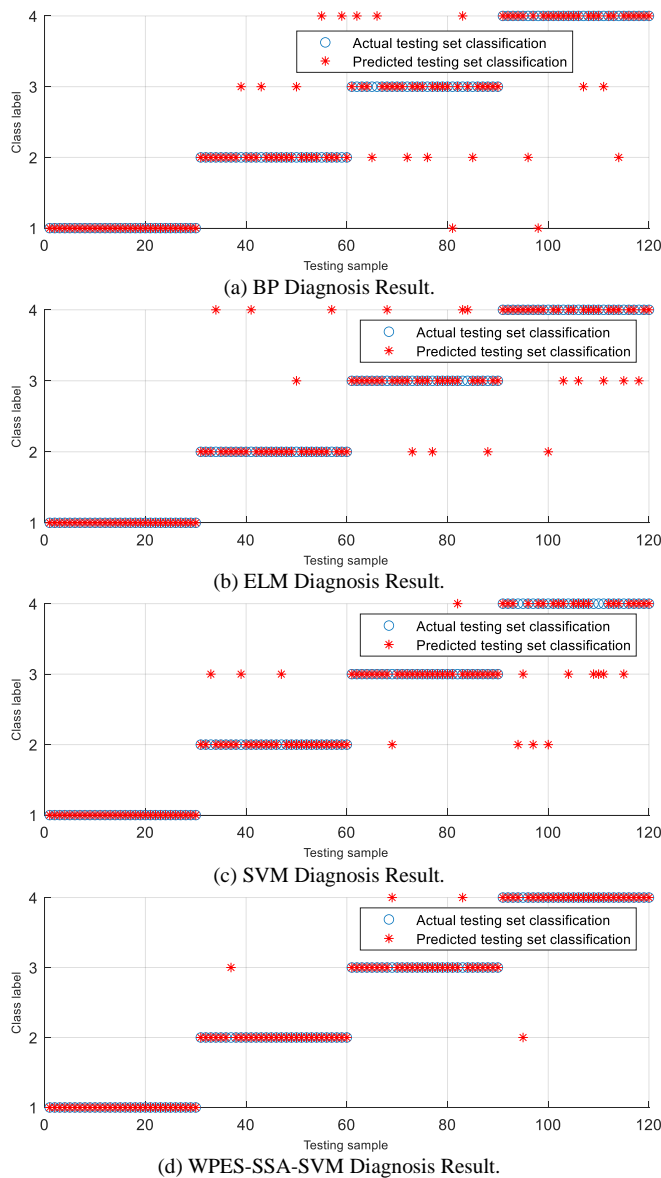 4
3
2
1
Class label
Actual testing set classification
Predicted testing set classification
0 20 40 60 80 100 120
Testing sample
(a) BP Diagnosis Result.
4
3
2
1
Class label
Actual testing set classification
Predicted testing set classification
0 20 40 60 80 100 120
Testing sample
(b) ELM Diagnosis Result.
4
3
2
1
Class label
Actual testing set classification
Predicted testing set classification
0 20 40 60 80 100 120
Testing sample
(c) SVM Diagnosis Result.
4
3
2
1
Class label
Actual testing set classification
Predicted testing set classification
0 20 40 60 80 100 120
Testing sample
(d) WPES-SSA-SVM Diagnosis Result.